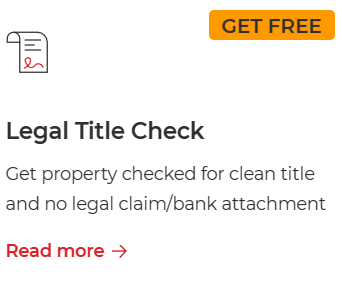 GET FREE
Legal Title Check
Get property checked for clean title
and no legal claim/bank attachment
Read more →